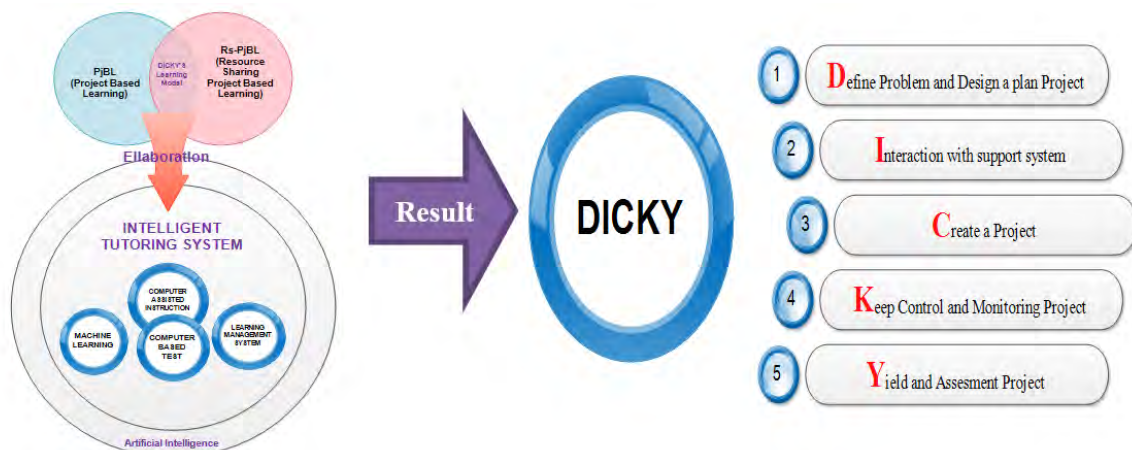 PjBL
(Project Based
Learning)
DICKY'S
Learning
Model
Rs-PjBL
(Resource
Sharing
Project Based
Learning)
Ellaboration
INTELLIGENT
TUTORING SYSTEM
COMPUTER
ASSISTED
INSTRUCTION
MACHINE
LEARNING
COMPUTER
BASED
TEST
LEARNING
MANAGEMENT
SYSTEM
Artificial Intelligence
Result
DICKY
1
Define Problem and Design a plan Project
2
Interaction with support system
3
Create a Project
4
Keep Control and Monitoring Project
5
Yield and Assesment Project